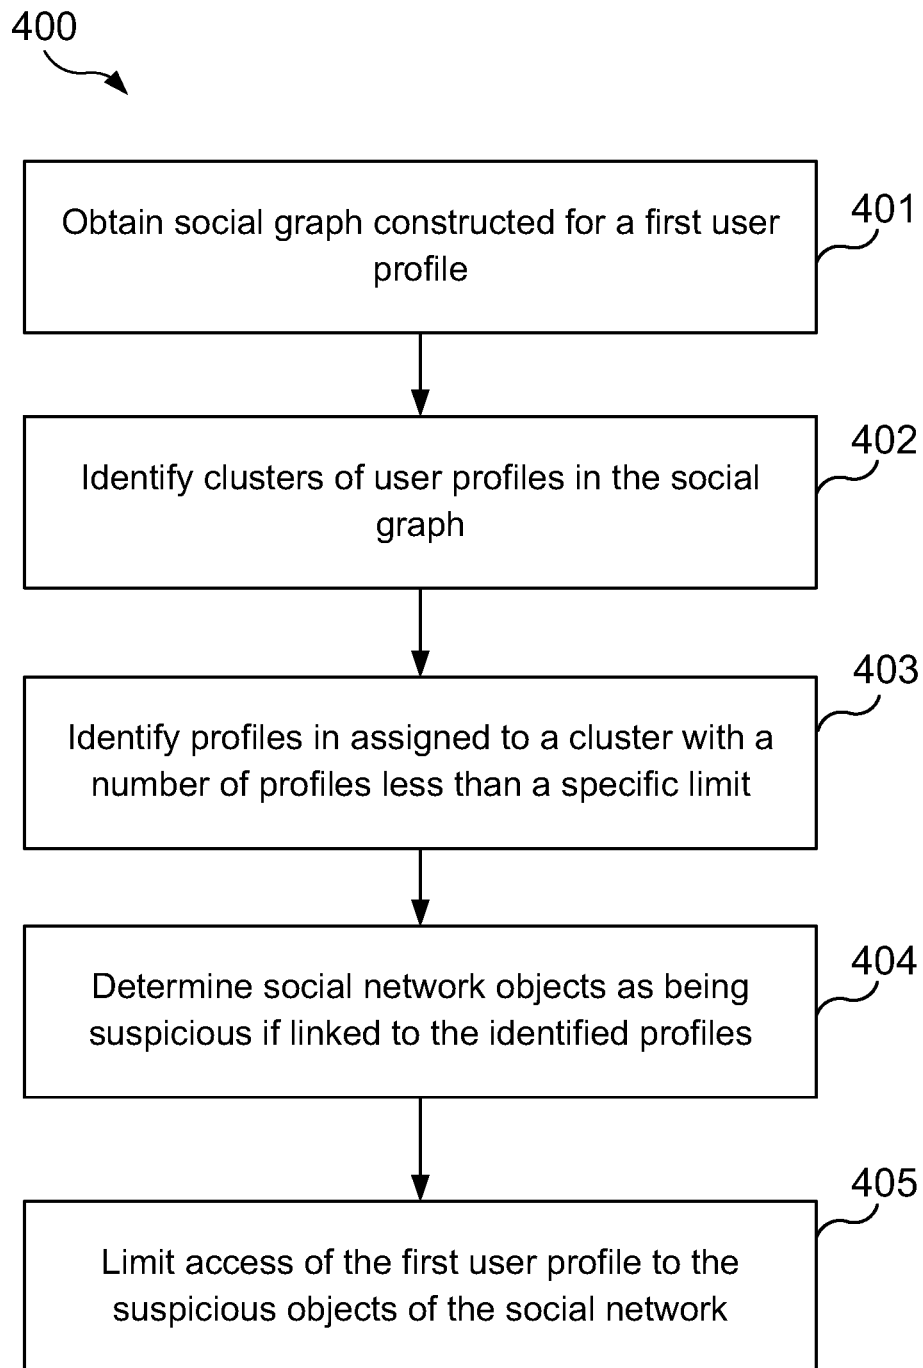 400
Obtain social graph constructed for a first user
profile
401
Identify clusters of user profiles in the social
graph
402
Identify profiles in assigned to a cluster with a
number of profiles less than a specific limit
403
Determine social network objects as being
suspicious if linked to the identified profiles
404
Limit access of the first user profile to the
suspicious objects of the social network
405